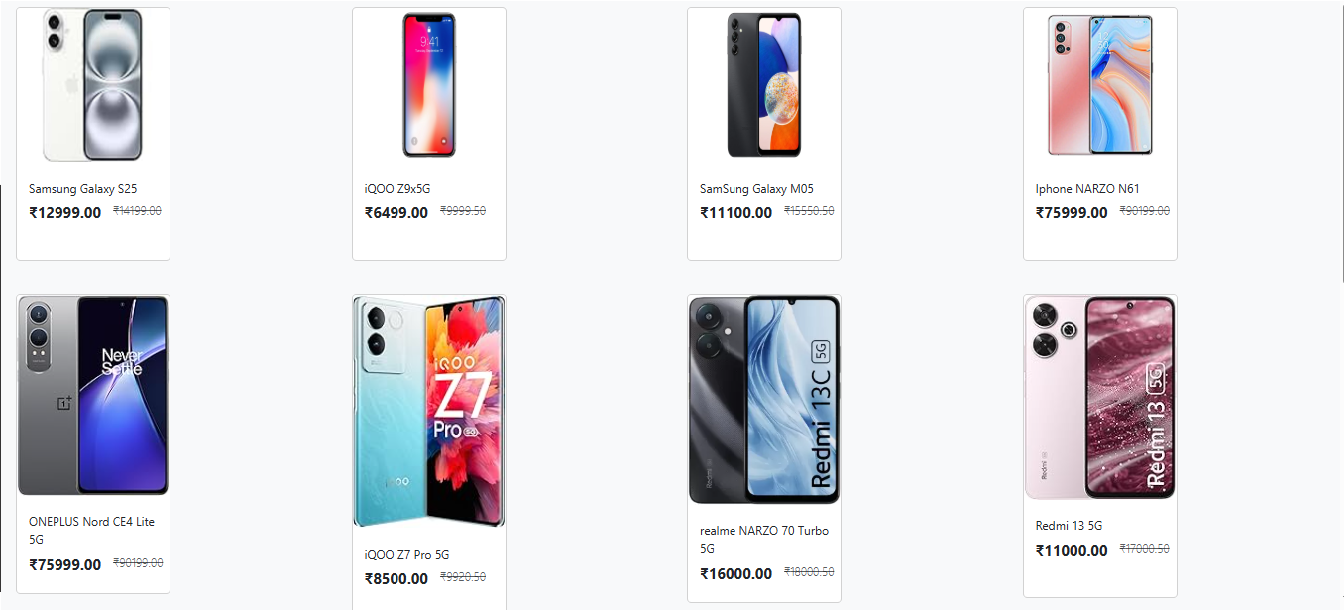 9:41
Samsung Galaxy S25
₹12999.00 ₹14199.00
iQOO Z9x5G
₹6499.00 ₹9999.50
SamSung Galaxy M05
₹11100.00 ₹15550.50
Iphone NARZO N61
₹75999.00 ₹90199.00
Never
Settle
ONEPLUS Nord CE4 Lite
5G
₹75999.00 ₹90199.00
iQOO
Z7
Pro 5G
iQOO
iQOO Z7 Pro 5G
₹8500.00 ₹9920.50
Redmi 13C 5G
Redmi
realme NARZO 70 Turbo
5G
₹16000.00 ₹18000.50
Redmi 13 5G
Redmi
Redmi 13 5G
₹11000.00 ₹17000.50